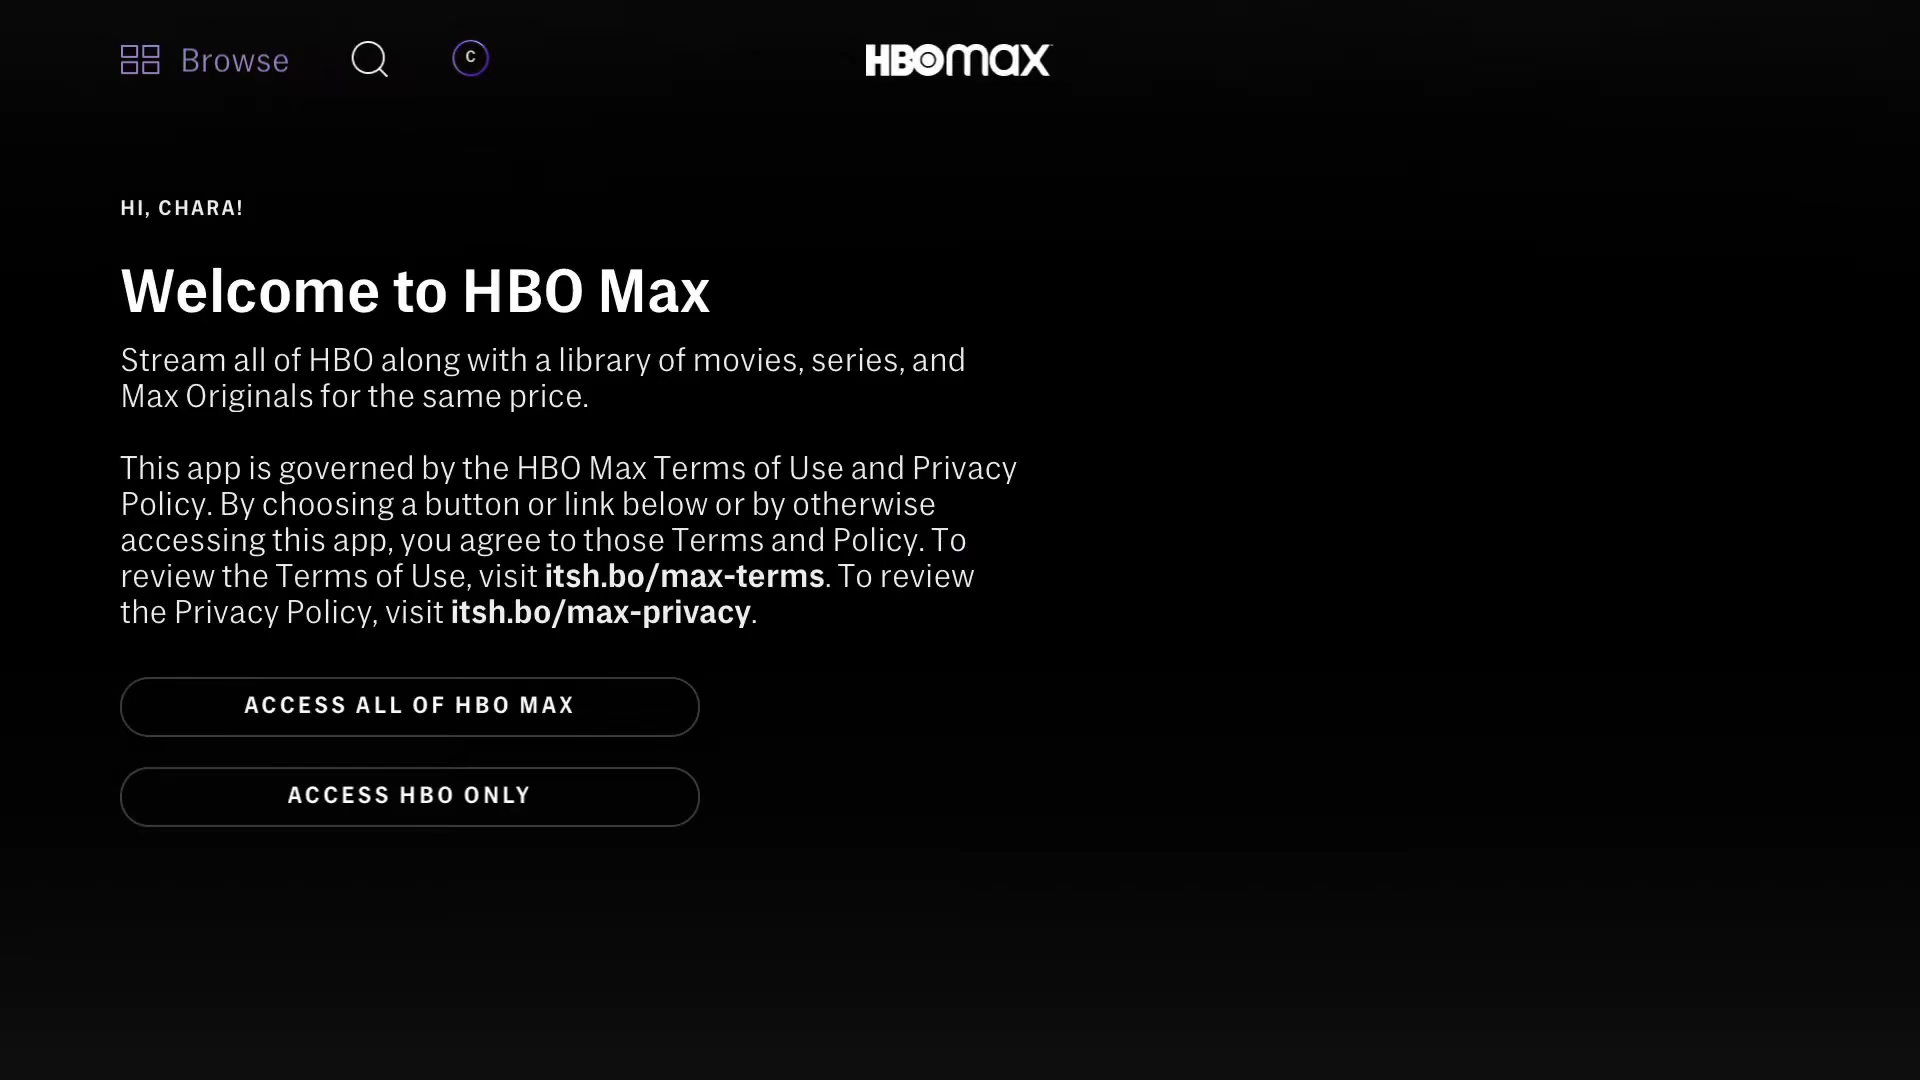 Browse
C
HBOmax
HI, CHARA!
Welcome to HBO Max
Stream all of HBO along with a library of movies, series, and
Max Originals for the same price.
This app is governed by the HBO Max Terms of Use and Privacy
Policy. By choosing a button or link below or by otherwise
accessing this app, you agree to those Terms and Policy. To
review the Terms of Use, visit itsh.bo/max-terms. To review
the Privacy Policy, visit itsh.bo/max-privacy.
ACCESS ALL OF HBO MAX
ACCESS HBO ONLY